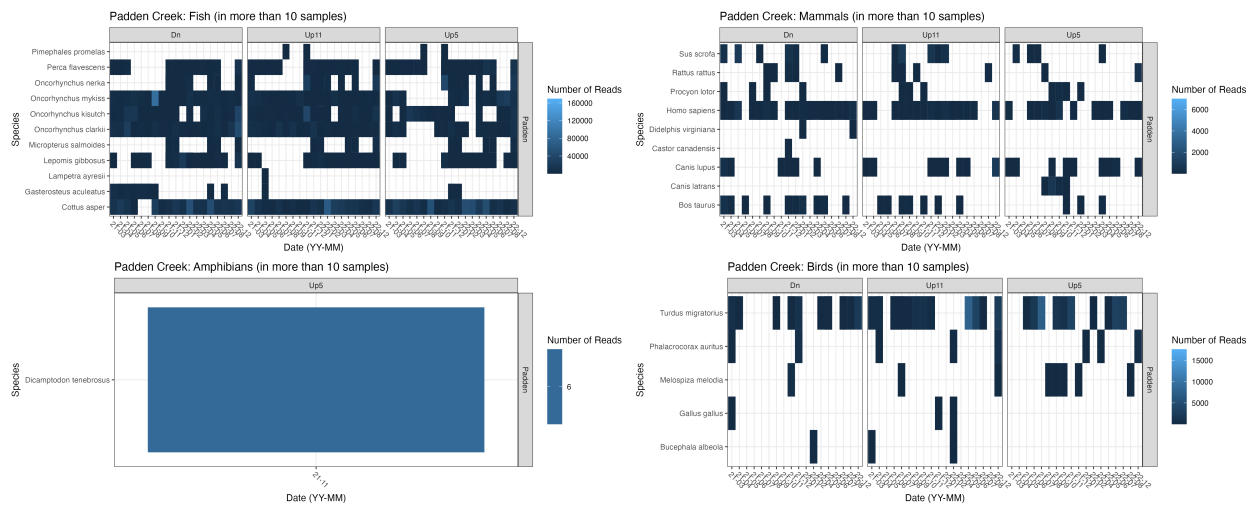 Padden Creek: Fish (in more than 10 samples)
Dn
Up11
Up5
Pimephales promelas
Perca flavescens
Oncorhynchus nerka
Oncorhynchus mykiss
Oncorhynchus kisutch
Oncorhynchus clarkii
Micropterus salmoides
Lepomis gibbosus
Lampetra ayresii
Gasterosteus aculeatus
Cottus asper
Species
Padden
Date (YY-MM)
Number of Reads
160000
120000
80000
40000
Padden Creek: Mammals (in more than 10 samples)
Dn
Up11
Up5
Sus scrofa
Rattus rattus
Procyon lotor
Homo sapiens
Didelphis virginiana
Castor canadensis
Canis lupus
Canis latrans
Bos taurus
Species
Padden
Date (YY-MM)
Number of Reads
6000
4000
2000
Padden Creek: Amphibians (in more than 10 samples)
Up5
Dicamptodon tenebrosus
Species
Padden
21-11
Date (YY-MM)
Number of Reads
6
Padden Creek: Birds (in more than 10 samples)
Dn
Up11
Up5
Turdus migratorius
Phalacrocorax auritus
Melospiza melodia
Gallus gallus
Bucephala albeola
Species
Padden
Date (YY-MM)
Number of Reads
15000
10000
5000